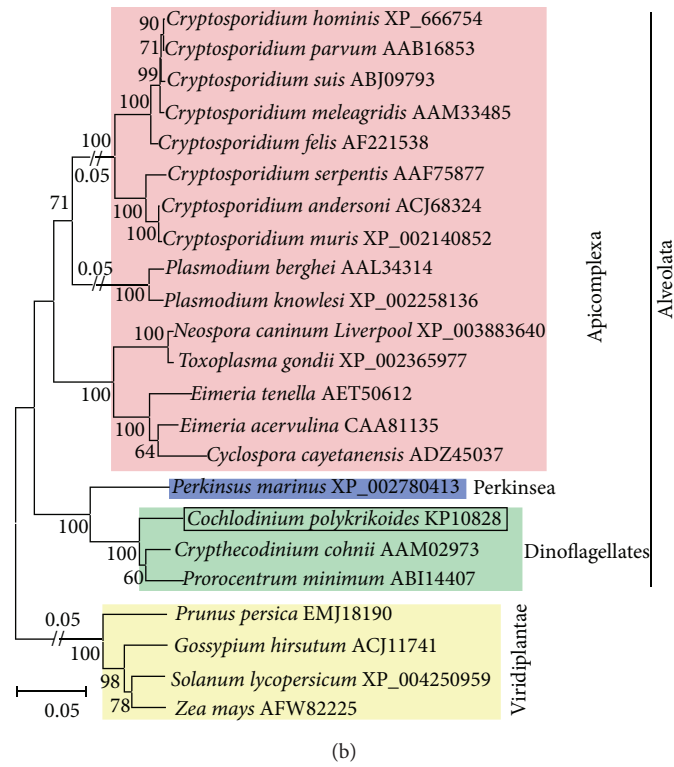 90
Cryptosporidium hominis XP_666754
71
Cryptosporidium parvum AAB16853
99
Cryptosporidium suis ABJ09793
100
Cryptosporidium meleagridis AAM33485
Cryptosporidium felis AF221538
100
0.05
Cryptosporidium serpentis AAF75877
100
Cryptosporidium andersoni ACJ68324
100
Cryptosporidium muris XP_002140852
71
0.05
Plasmodium berghei AAL34314
100
Plasmodium knowlesi XP_002258136
100
Neospora caninum Liverpool XP_003883640
Toxoplasma gondii XP_002365977
100
Eimeria tenella AET50612
100
Eimeria acervulina CAA81135
64
Cyclospora cayetanensis ADZ45037
Apicomplexa
Alveolata
Perkinsus marinus XP_002780413 Perkinsea
100
Cochlodinium polykrikoides KP10828
100
Crypthecodinium cohnii AAM02973 Dinoflagellates
60
Prorocentrum minimum ABI14407
0.05
100
Prunus persica EMJ18190
Gossypium hirsutum ACJ11741
98
Solanum lycopersicum XP_004250959
78
Zea mays AFW82225
Viridiplantae
0.05
(b)